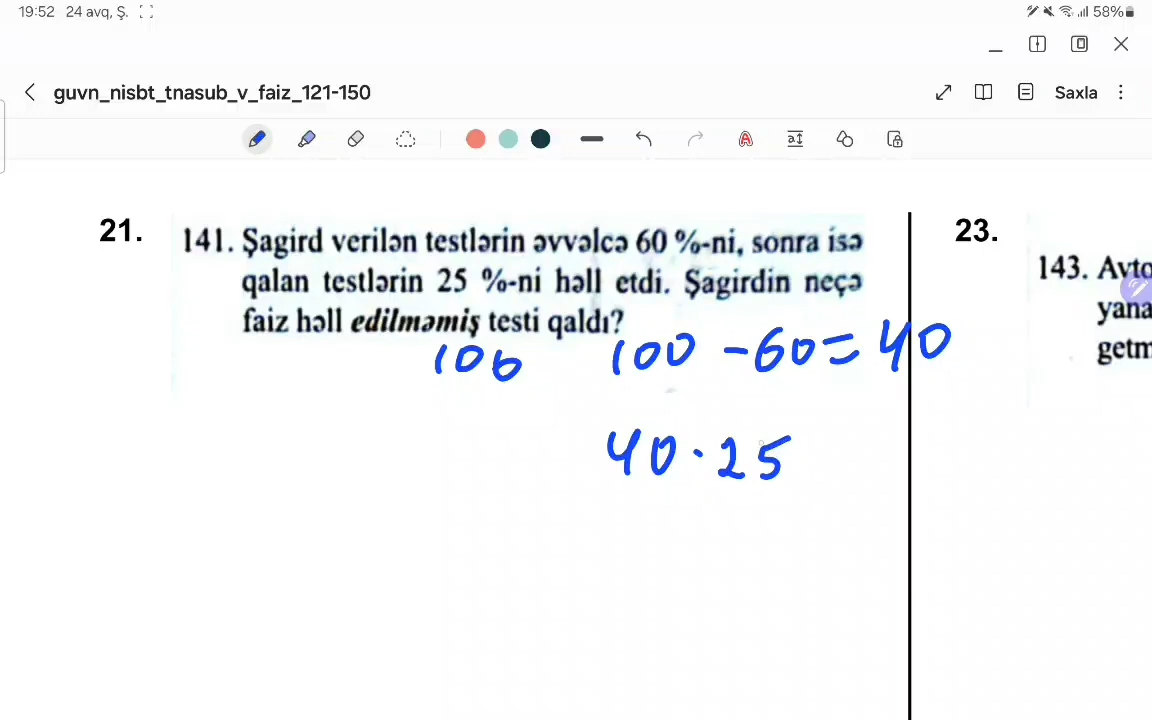 19:52 24 avq, Ş. 58%
guvn_nisbt_tnasub_v_faiz_121-150 Saxla
21.
141. Şagird verilən testlərin əvvəlcə 60 %-ni, sonra isə
qalan testlərin 25 %-ni həll etdi. Şagirdin neçə
faiz həll edilməmiş testi qaldı?
100 100 - 60 = 40
40 · 25
23.
143. Avto
yana
getm